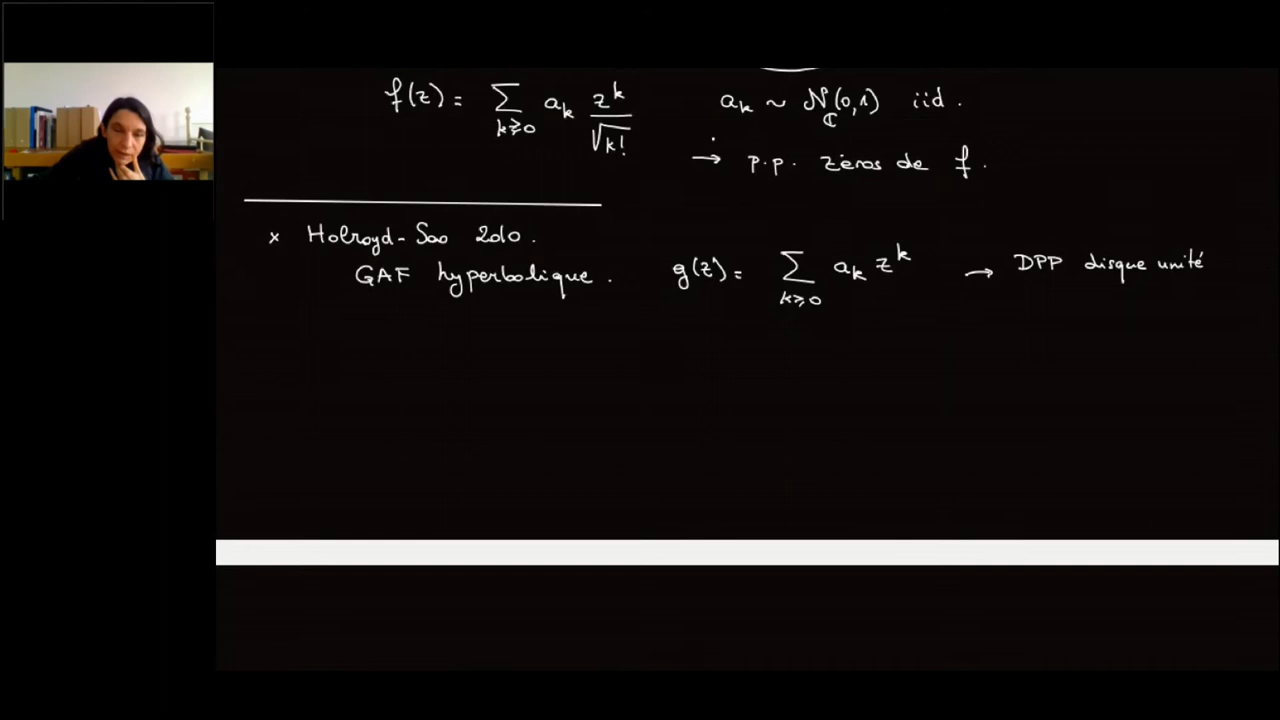 f(z) = ∑_{k≥0} a_k z^k / √k!    a_k ~ N_ℂ(0,1) iid.
→ p.p. zéros de f.
× Holroyd-Soo 2010.
GAF hyperbolique. g(z) = ∑_{k≥0} a_k z^k → DPP disque unité